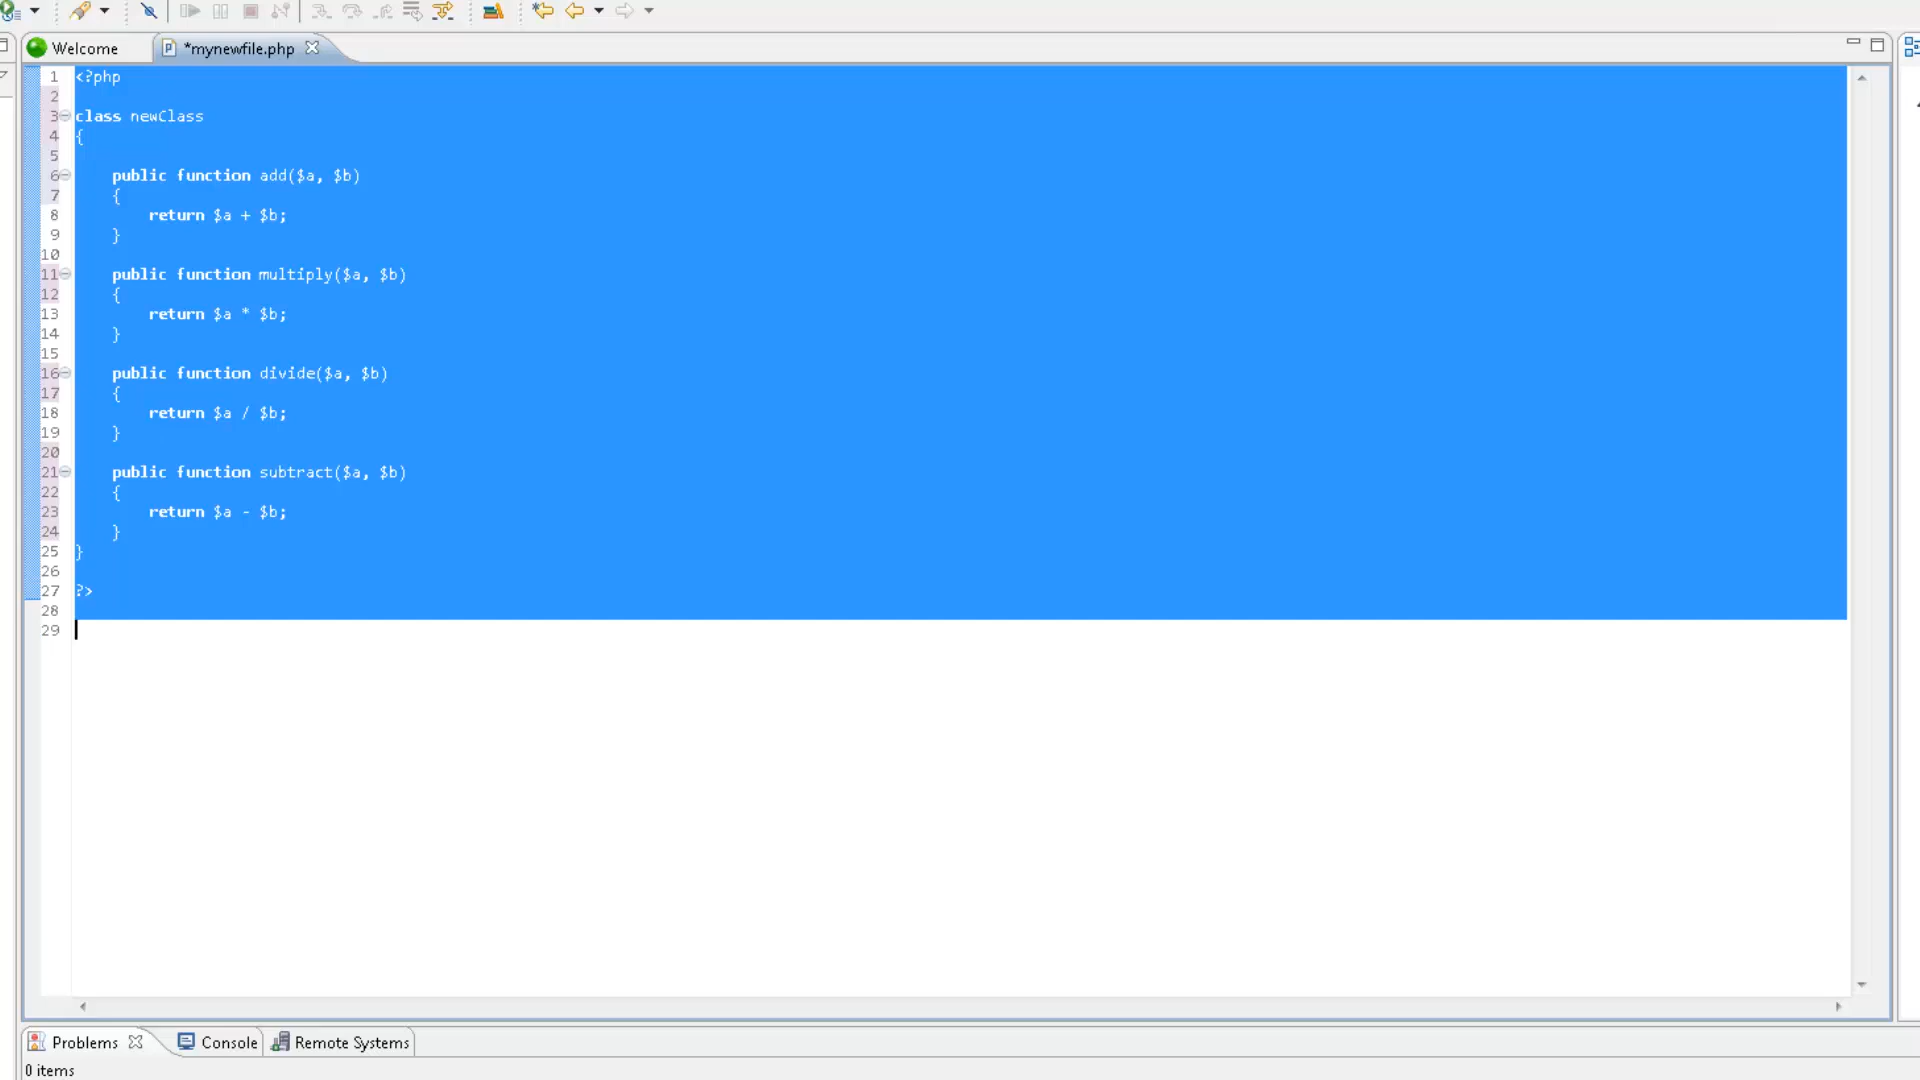 Welcome
*mynewfile.php
1 <?php
2
3 class newClass
4 {
5
6 public function add($a, $b)
7 {
8 return $a + $b;
9 }
10
11 public function multiply($a, $b)
12 {
13 return $a * $b;
14 }
15
16 public function divide($a, $b)
17 {
18 return $a / $b;
19 }
20
21 public function subtract($a, $b)
22 {
23 return $a - $b;
24 }
25 }
26
27 ?>
28
29
Problems Console Remote Systems
0 items